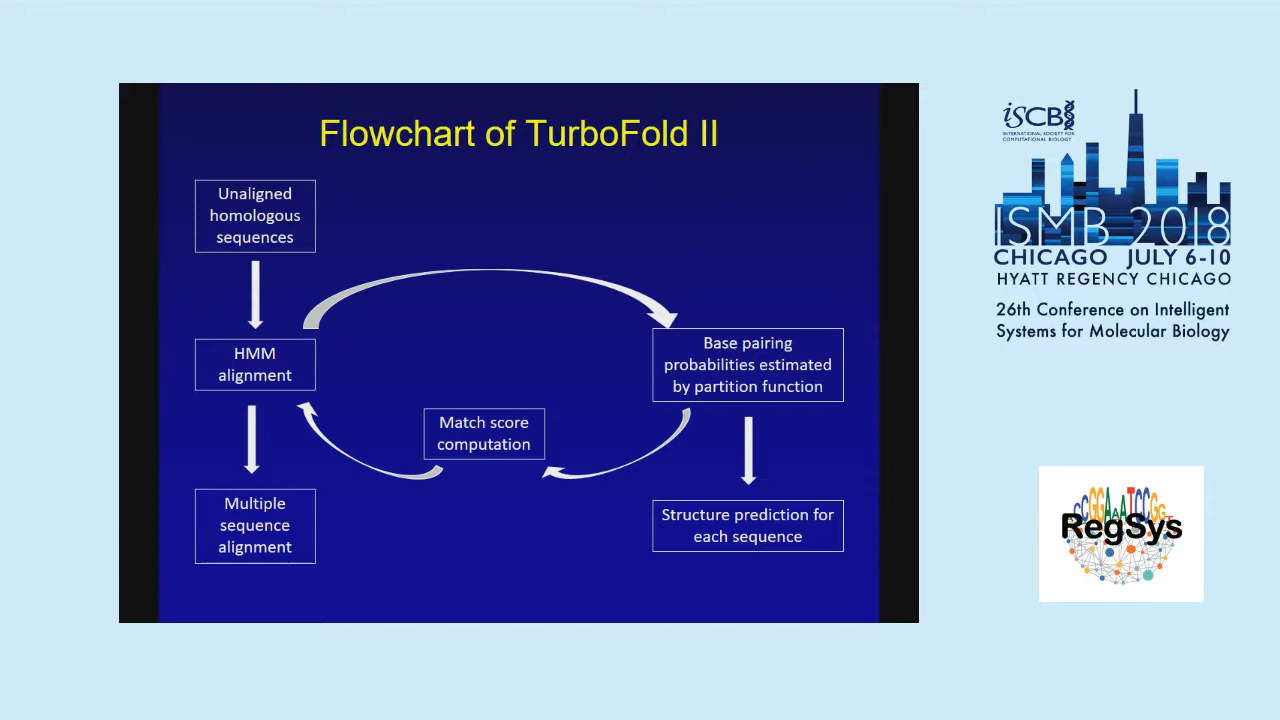 Flowchart of TurboFold II
Unaligned
homologous
sequences
HMM
alignment
Base pairing
probabilities estimated
by partition function
Match score
computation
Multiple
sequence
alignment
Structure prediction for
each sequence
iSCB
INTERNATIONAL SOCIETY FOR
COMPUTATIONAL BIOLOGY
ISMB 2018
CHICAGO JULY 6-10
HYATT REGENCY CHICAGO
26th Conference on Intelligent
Systems for Molecular Biology
CCGGAAATCCGGT
RegSys